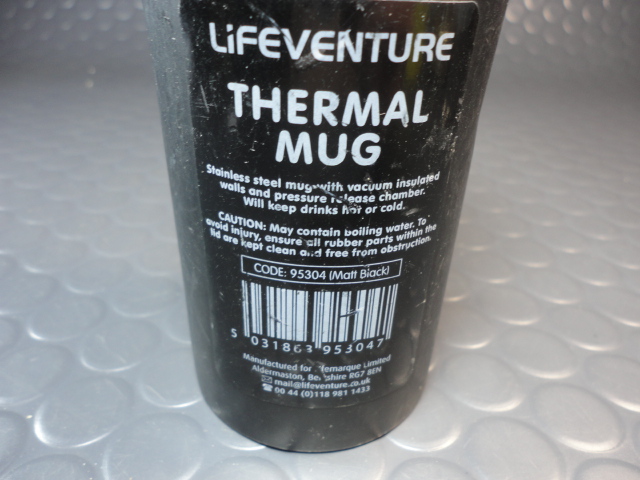 LiFEVENTURE
THERMAL
MUG
Stainless steel mug with vacuum insulated
walls and pressure release chamber.
Will keep drinks hot or cold.
CAUTION: May contain boiling water. To
avoid injury, ensure all rubber parts within the
lid are kept clean and free from obstruction.
CODE: 95304 (Matt Black)
5 031863 953047
Manufactured for Lifemarque Limited
Aldermaston, Berkshire RG7 8EN
mail@lifeventure.co.uk
00 44 (0)118 981 1433